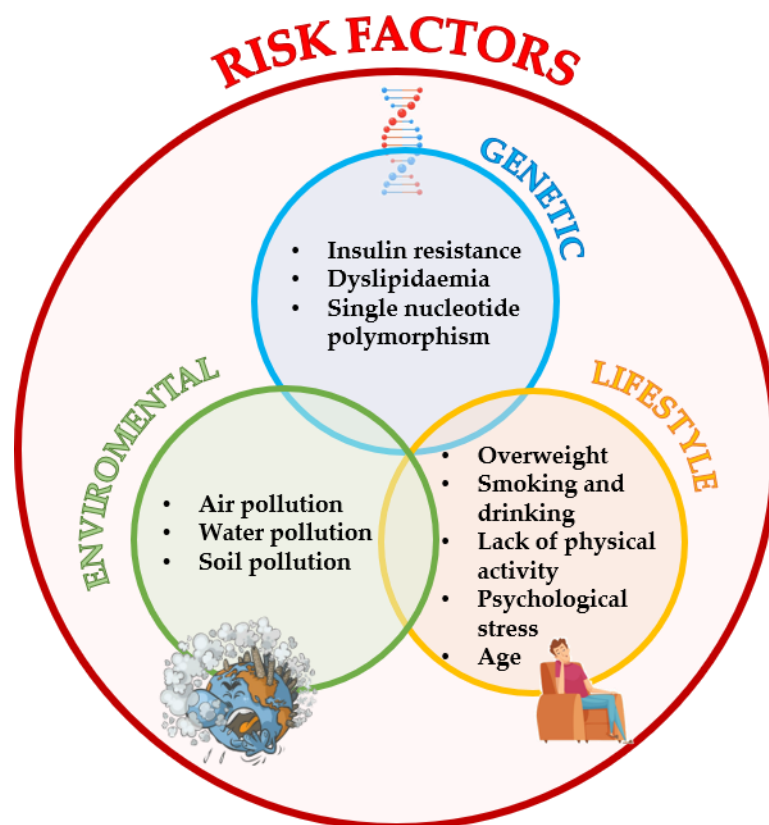 RISK FACTORS
GENETIC
• Insulin resistance
• Dyslipidaemia
• Single nucleotide
polymorphism
ENVIROMENTAL
• Air pollution
• Water pollution
• Soil pollution
LIFESTYLE
• Overweight
• Smoking and
drinking
• Lack of physical
activity
• Psychological
stress
• Age